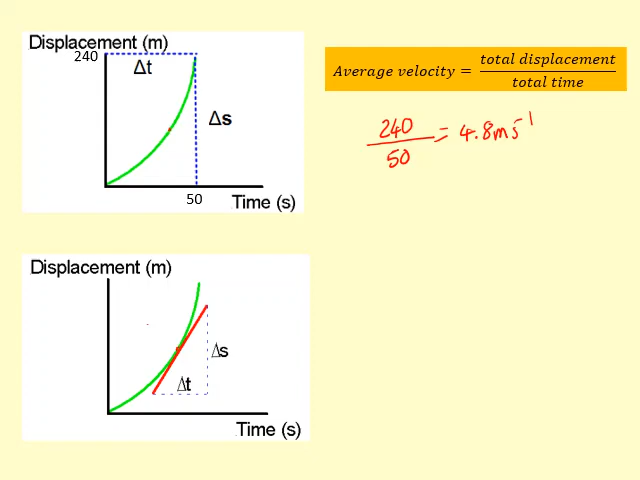 Displacement (m)
240
Δt
Δs
50
Time (s)
Average velocity = total displacement / total time
240 / 50 = 4.8ms⁻¹
Displacement (m)
Δs
Δt
Time (s)